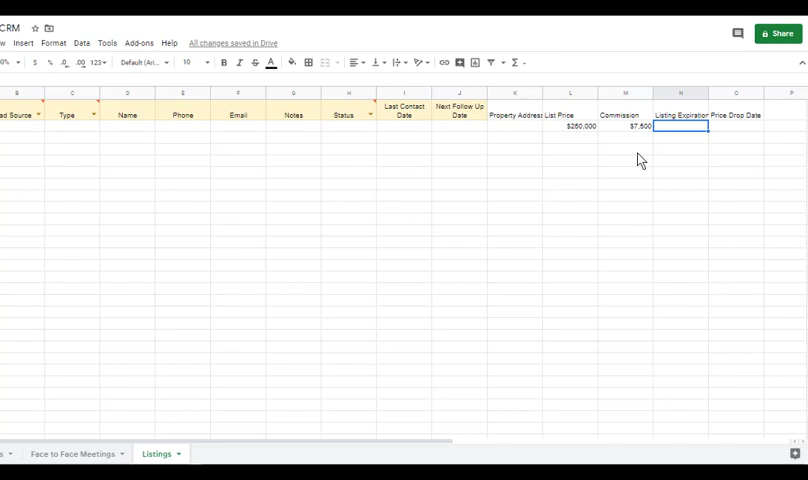 CRM
w Insert Format Data Tools Add-ons Help All changes saved in Drive
Share
0% $ % .0 .00 123 Default (Ari... 10 B I S A
B C D E F G H I J K L M N O P
ad Source Type Name Phone Email Notes Status Last Contact Date Next Follow Up Date Property Address List Price Commission Listing Expiration Price Drop Date
$250,000 $7,500
s Face to Face Meetings Listings